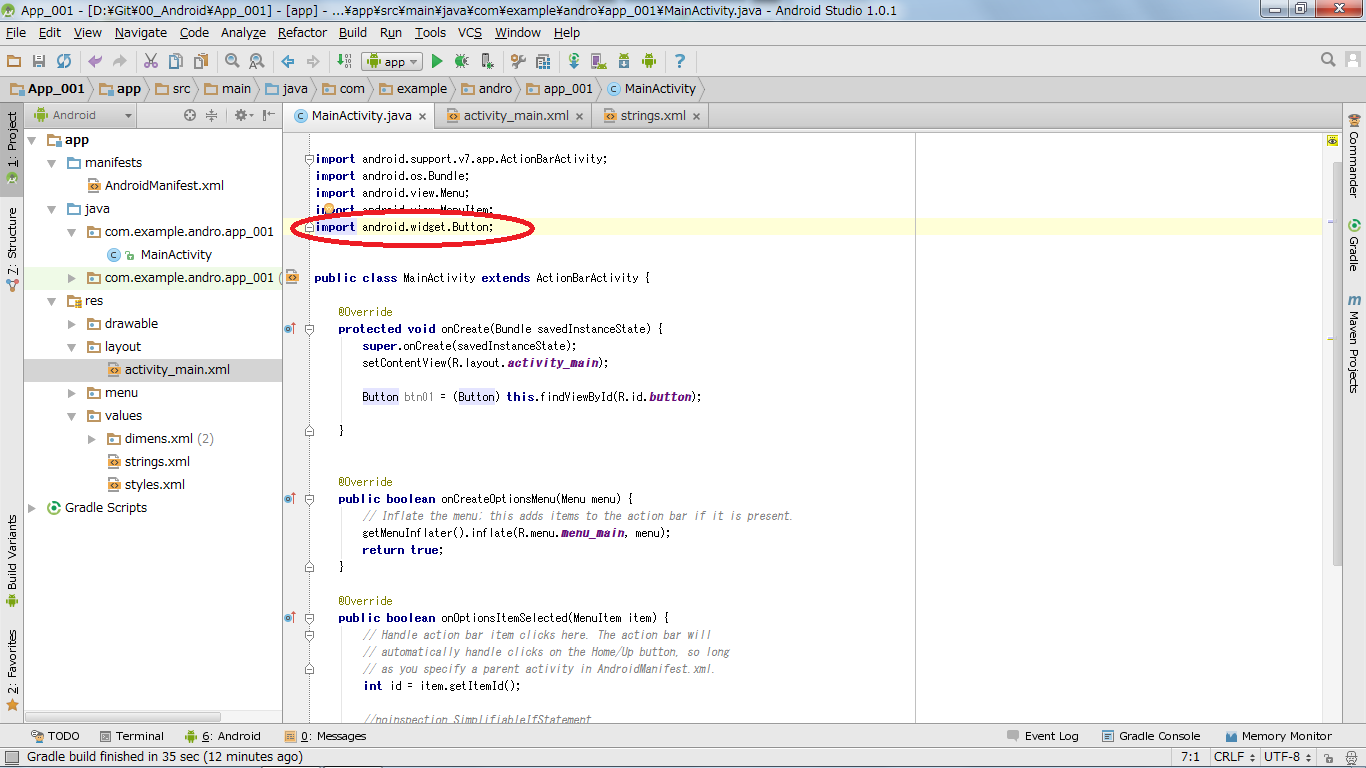 App_001 - [D:¥Git¥00_Android¥App_001] - [app] - ...¥app¥src¥main¥java¥com¥example¥andro¥app_001¥MainActivity.java - Android Studio 1.0.1
File Edit View Navigate Code Analyze Refactor Build Run Tools VCS Window Help
app
App_001 app src main java com example andro app_001 MainActivity
1: Project
7: Structure
Build Variants
2: Favorites
Android
app
manifests
AndroidManifest.xml
java
com.example.andro.app_001
MainActivity
com.example.andro.app_001 (
res
drawable
layout
activity_main.xml
menu
values
dimens.xml (2)
strings.xml
styles.xml
Gradle Scripts
MainActivity.java activity_main.xml strings.xml
import android.support.v7.app.ActionBarActivity;
import android.os.Bundle;
import android.view.Menu;
import android.view.MenuItem;
import android.widget.Button;
public class MainActivity extends ActionBarActivity {
@Override
protected void onCreate(Bundle savedInstanceState) {
super.onCreate(savedInstanceState);
setContentView(R.layout.activity_main);
Button btn01 = (Button) this.findViewById(R.id.button);
}
@Override
public boolean onCreateOptionsMenu(Menu menu) {
// Inflate the menu; this adds items to the action bar if it is present.
getMenuInflater().inflate(R.menu.menu_main, menu);
return true;
}
@Override
public boolean onOptionsItemSelected(MenuItem item) {
// Handle action bar item clicks here. The action bar will
// automatically handle clicks on the Home/Up button, so long
// as you specify a parent activity in AndroidManifest.xml.
int id = item.getItemId();
//noinspection SimplifiableIfStatement
Commander
Gradle
m Maven Projects
TODO Terminal 6: Android 0: Messages Event Log Gradle Console Memory Monitor
Gradle build finished in 35 sec (12 minutes ago) 7:1 CRLF UTF-8